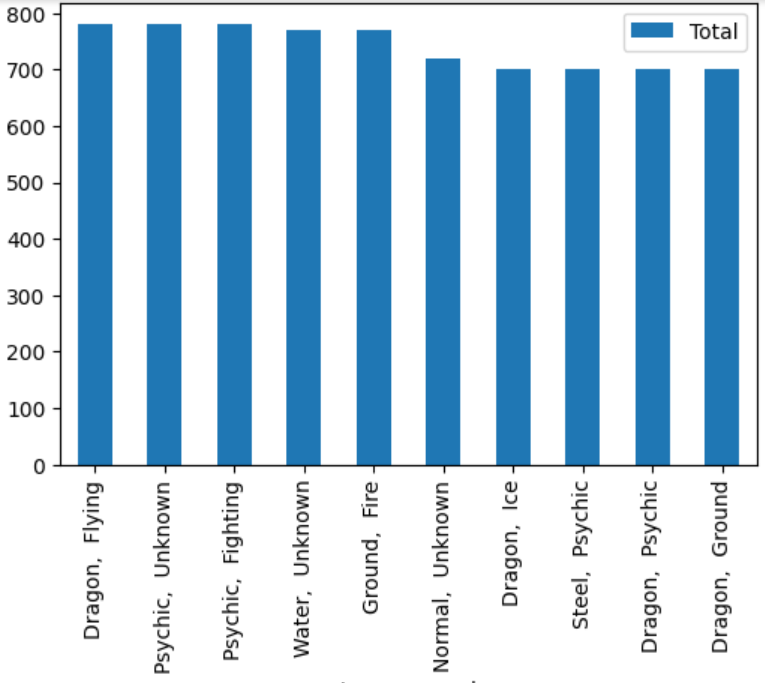 800
700
600
500
400
300
200
100
0
Total
Dragon, Flying
Psychic, Unknown
Psychic, Fighting
Water, Unknown
Ground, Fire
Normal, Unknown
Dragon, Ice
Steel, Psychic
Dragon, Psychic
Dragon, Ground